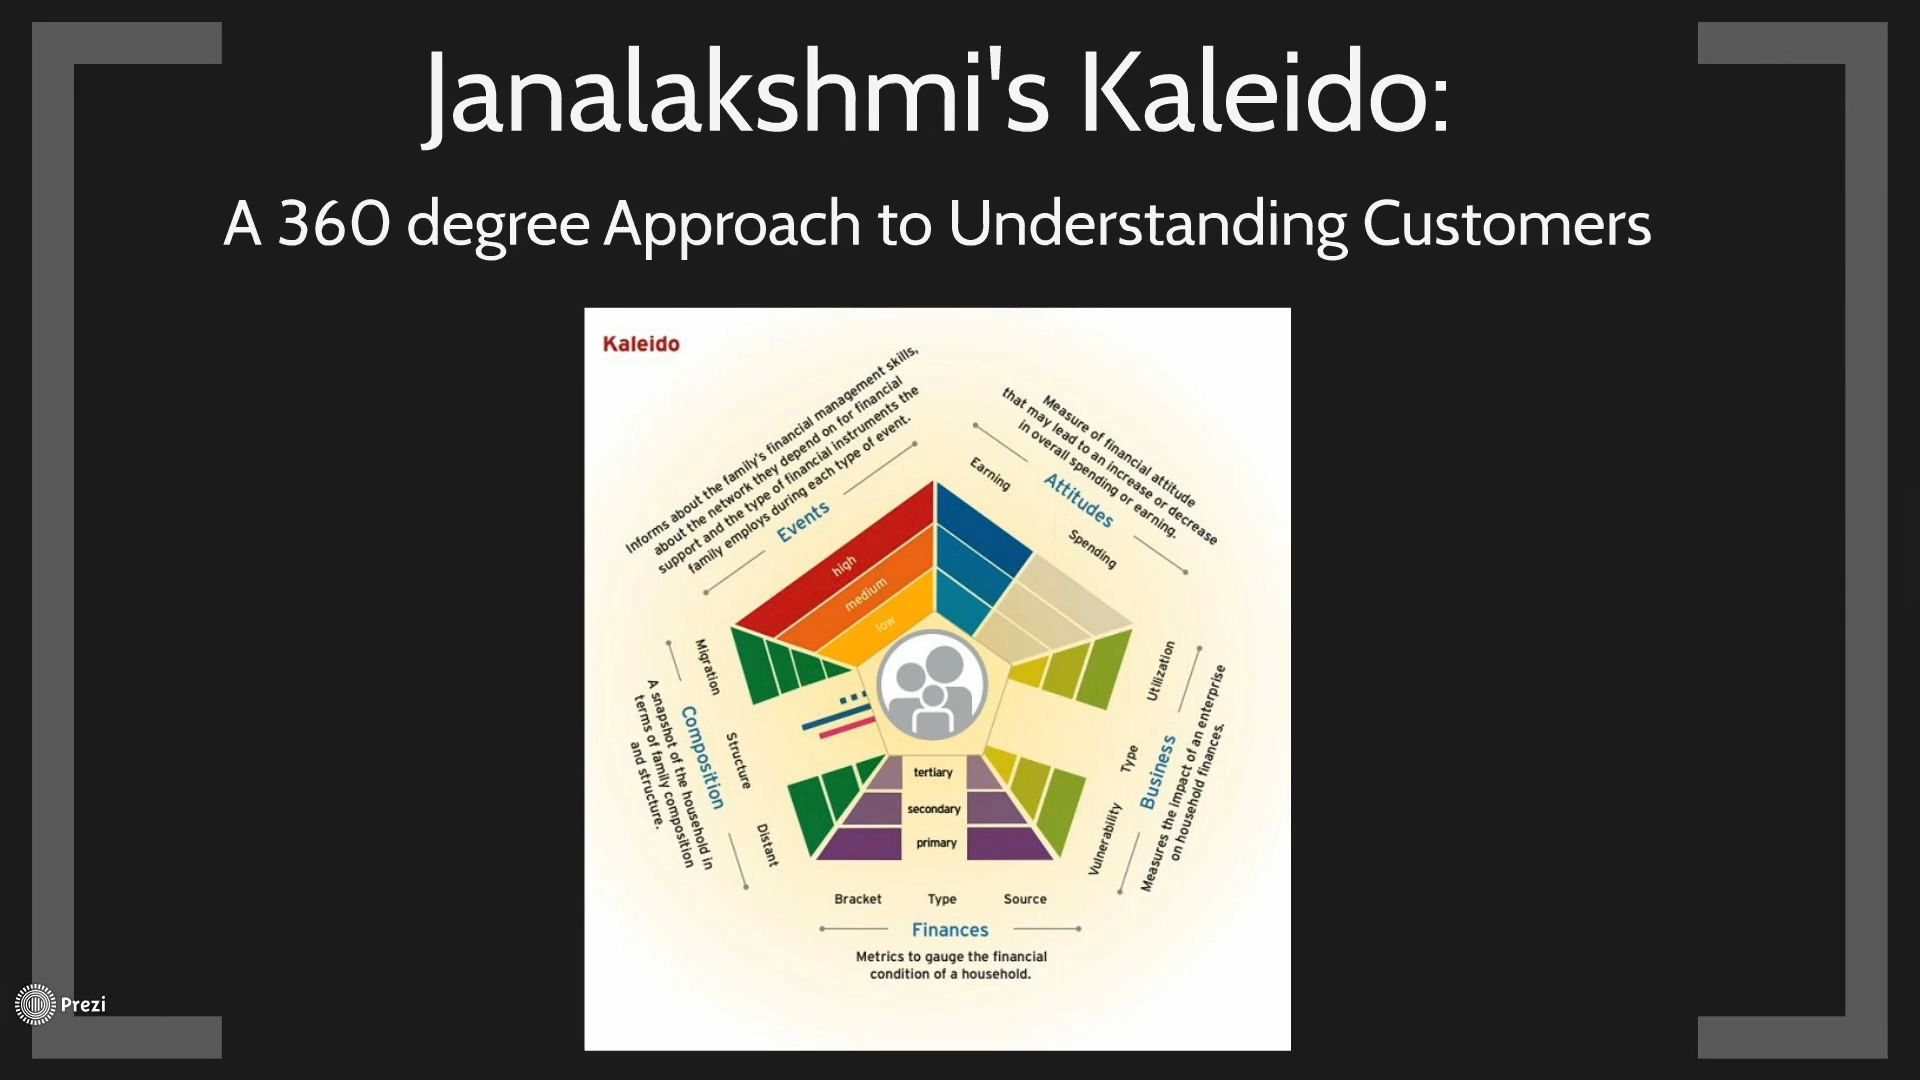 Janalakshmi's Kaleido:
A 360 degree Approach to Understanding Customers
Kaleido
Informs about the family's financial management skills,
about the network they depend on for financial
support and the type of financial instruments the
family employs during each type of event.
Events
Measure of financial attitude
that may lead to an increase or decrease
in overall spending or earning.
Attitudes
Earning
Spending
high
medium
low
Migration
Structure
Distant
Composition
A snapshot of the household in
terms of family composition
and structure.
Utilization
Type
Vulnerability
Business
Measures the impact of an enterprise
on household finances.
tertiary
secondary
primary
Bracket Type Source
Finances
Metrics to gauge the financial
condition of a household.
Prezi